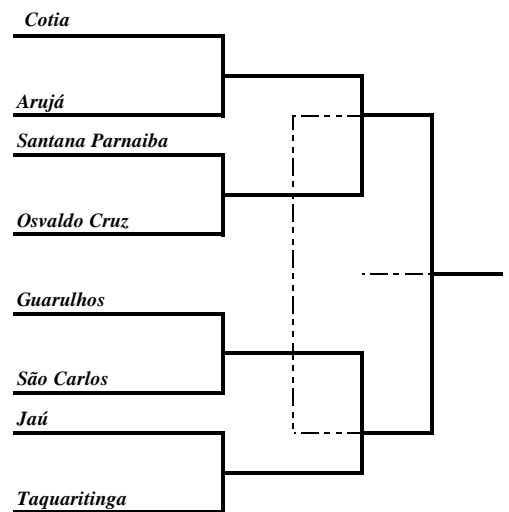 Cotia
Arujá
Santana Parnaiba
Osvaldo Cruz
Guarulhos
São Carlos
Jaú
Taquaritinga